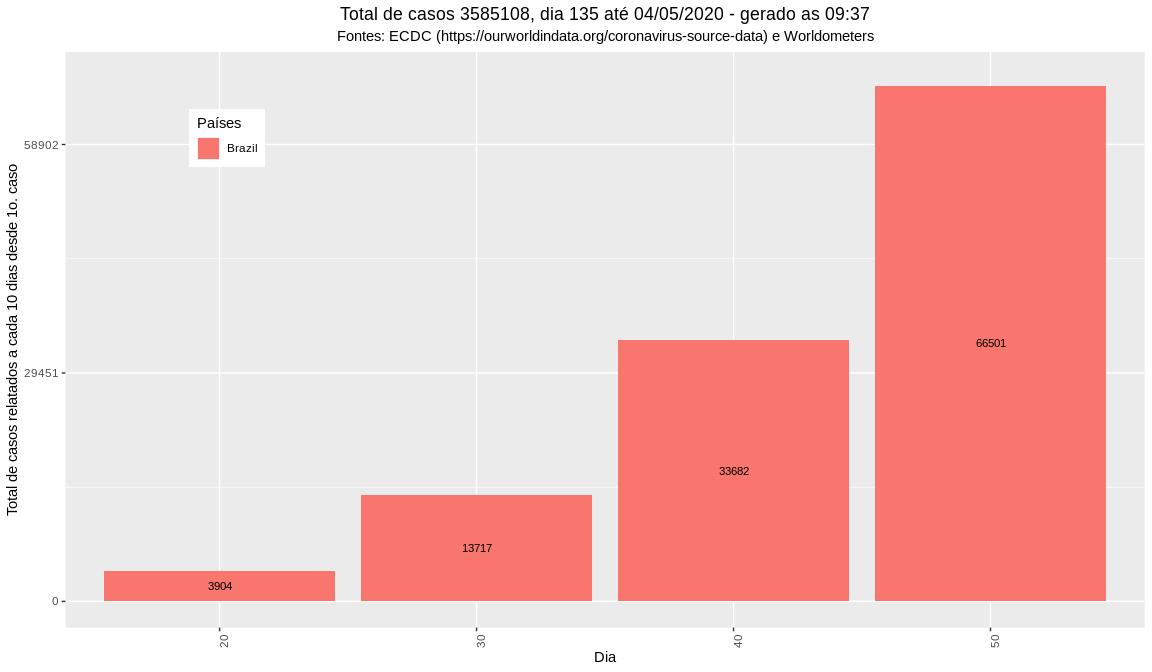 Total de casos 3585108, dia 135 até 04/05/2020 - gerado as 09:37
Fontes: ECDC (https://ourworldindata.org/coronavirus-source-data) e Worldometers
Total de casos relatados a cada 10 dias desde 1o. caso
58902
29451
0
Países
Brazil
3904
13717
33682
66501
20
30
40
50
Dia